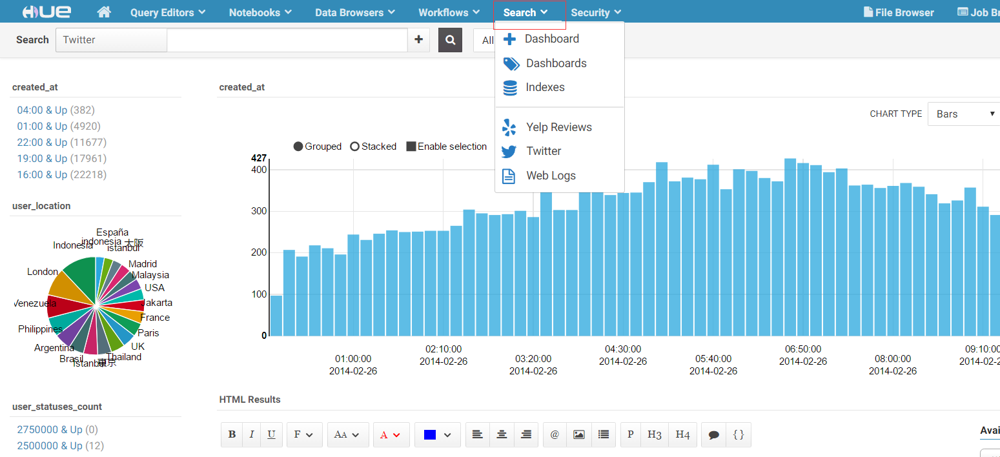 HUE Query Editors Notebooks Data Browsers Workflows Search Security File Browser Job Br
Search Twitter + All
Dashboard
Dashboards
Indexes
Yelp Reviews
Twitter
Web Logs
created_at
04:00 & Up (382)
01:00 & Up (4920)
22:00 & Up (11677)
19:00 & Up (17961)
16:00 & Up (22218)
user_location
España
indonesia 大阪
Indonesia istanbul
Madrid
London Malaysia
USA
Venezuela Jakarta
France
Philippines Paris
Argentina UK
Brasil Thailand
İstanbul 東京
user_statuses_count
2750000 & Up (0)
2500000 & Up (12)
created_at
CHART TYPE Bars
Grouped Stacked Enable selection
427
400
300
200
100
0
01:00:00 02:10:00 03:20:00 04:30:00 05:40:00 06:50:00 08:00:00 09:10:00
2014-02-26 2014-02-26 2014-02-26 2014-02-26 2014-02-26 2014-02-26 2014-02-26 2014-02-2
HTML Results
B I U F AA A @ P H3 H4 { }
Avai